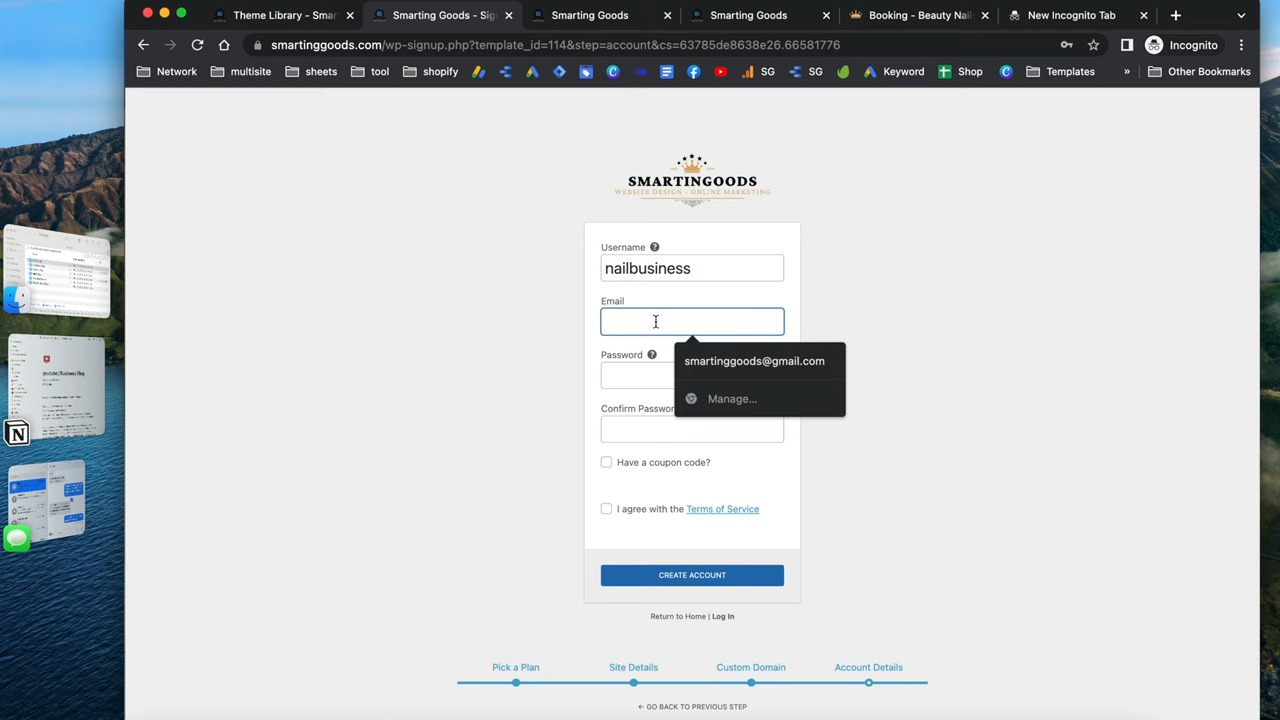 Theme Library - Smar
Smarting Goods - Sig
Smarting Goods
Smarting Goods
Booking - Beauty Nai
New Incognito Tab
smartinggoods.com/wp-signup.php?template_id=114&step=account&cs=63785de8638e26.66581776
Incognito
Network
multisite
sheets
tool
shopify
SG
SG
Keyword
Shop
Templates
»
Other Bookmarks
SMARTINGOODS
WEBSITE DESIGN - ONLINE MARKETING
Username
nailbusiness
Email
smartinggoods@gmail.com
Manage...
Password
Confirm Passwor
Have a coupon code?
I agree with the Terms of Service
CREATE ACCOUNT
Return to Home | Log In
Pick a Plan
Site Details
Custom Domain
Account Details
← GO BACK TO PREVIOUS STEP